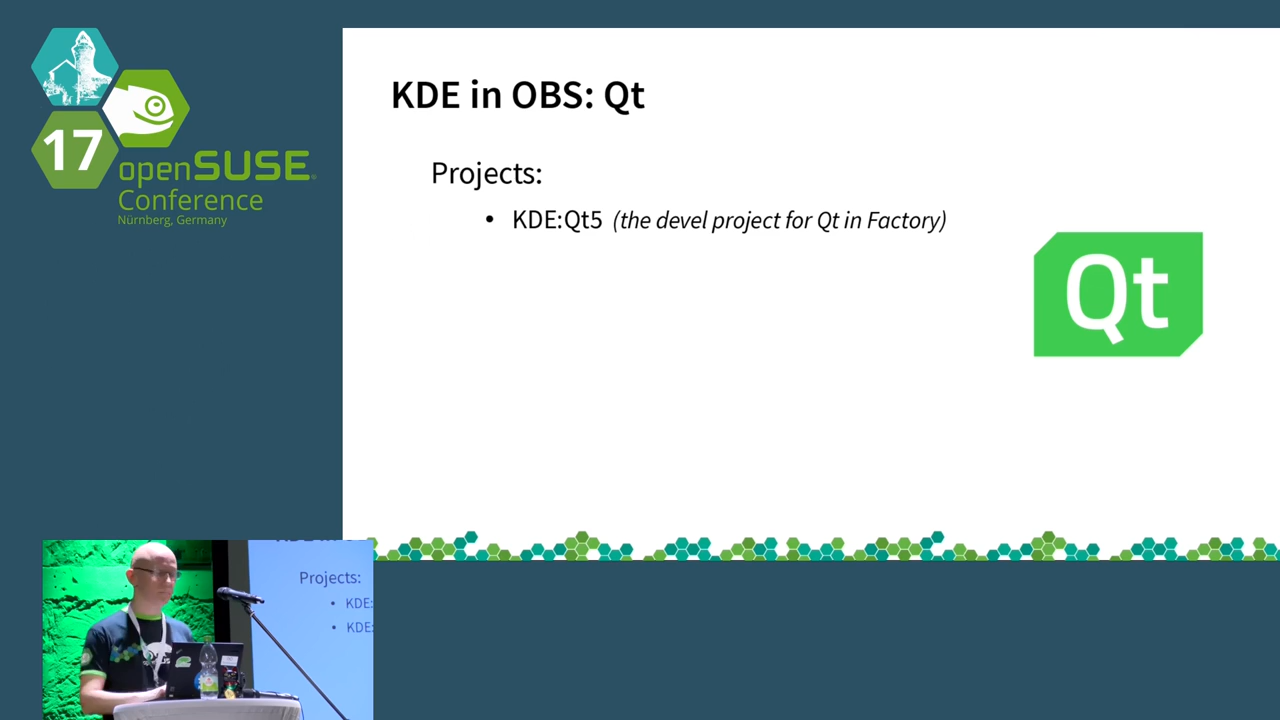 17
openSUSE
Conference
Nürnberg, Germany
KDE in OBS: Qt
Projects:
• KDE:Qt5 (the devel project for Qt in Factory)
Qt
Projects:
• KDE:
• KDE: